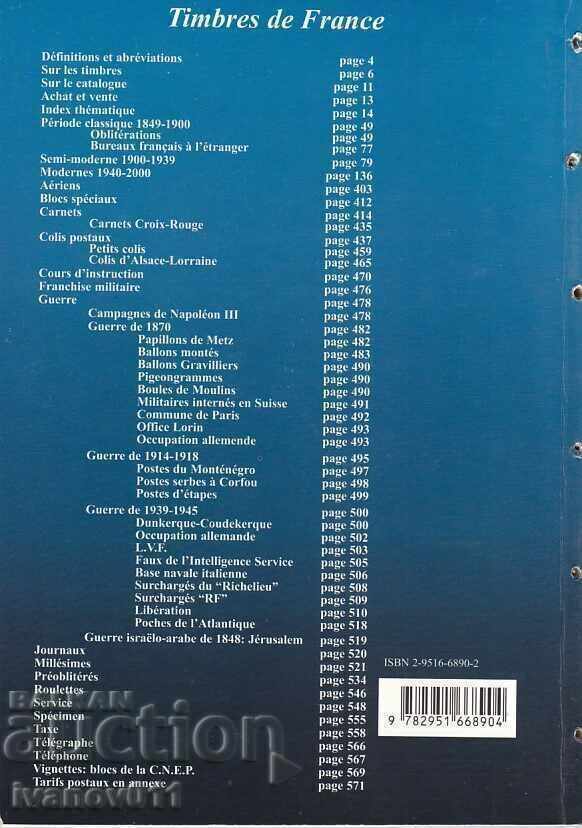 Timbres de France
Définitions et abréviations page 4
Sur les timbres page 6
Sur le catalogue page 11
Achat et vente page 13
Index thématique page 14
Période classique 1849-1900 page 49
Oblitérations page 49
Bureaux français à l'étranger page 77
Semi-moderne 1900-1939 page 79
Modernes 1940-2000 page 136
Aériens page 403
Blocs spéciaux page 412
Carnets page 414
Carnets Croix-Rouge page 435
Colis postaux page 437
Petits colis page 459
Colis d'Alsace-Lorraine page 465
Cours d'instruction page 470
Franchise militaire page 476
Guerre page 478
Campagnes de Napoléon III page 478
Guerre de 1870 page 482
Papillons de Metz page 482
Ballons montés page 483
Ballons Gravilliers page 490
Pigeongrammes page 490
Boules de Moulins page 490
Militaires internés en Suisse page 491
Commune de Paris page 492
Office Lorin page 493
Occupation allemende page 493
Guerre de 1914-1918 page 495
Postes du Monténégro page 497
Postes serbes à Corfou page 498
Postes d'étapes page 499
Guerre de 1939-1945 page 500
Dunkerque-Coudekerque page 500
Occupation allemande page 502
L.V.F. page 503
Faux de l'Intelligence Service page 505
Base navale italienne page 506
Surchargés du "Richelieu" page 508
Surchargés "RF" page 509
Libération page 510
Poches de l'Atlantique page 518
Guerre israëlo-arabe de 1848: Jérusalem page 519
Journaux page 520
Millésimes page 521
Préoblitérés page 534
Roulettes page 546
Service page 548
Spécimen page 555
Taxe page 558
Télégraphe page 566
Téléphone page 567
Vignettes: blocs de la C.N.E.P. page 569
Tarifs postaux en annexe page 571
ISBN 2-9516-6890-2
9 782951 668904
BALKAN
auction
ivanovu11